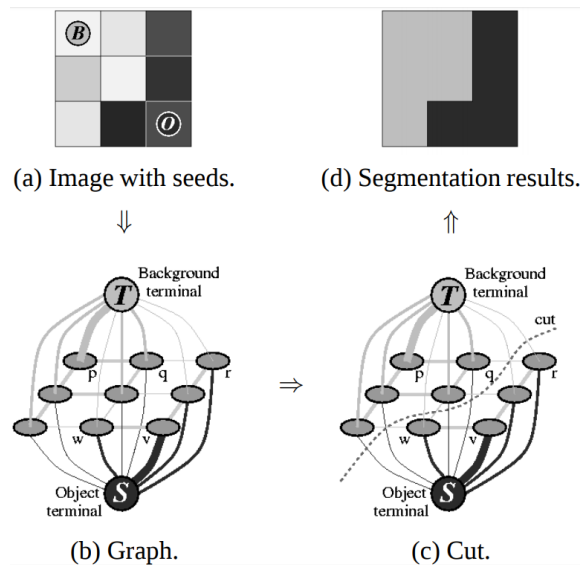 B
O
(a) Image with seeds.
(d) Segmentation results.
⇓
⇑
Background
terminal
T
p
q
r
w
v
Object
terminal
S
(b) Graph.
⇒
Background
terminal
T
cut
p
q
r
w
v
Object
terminal
S
(c) Cut.